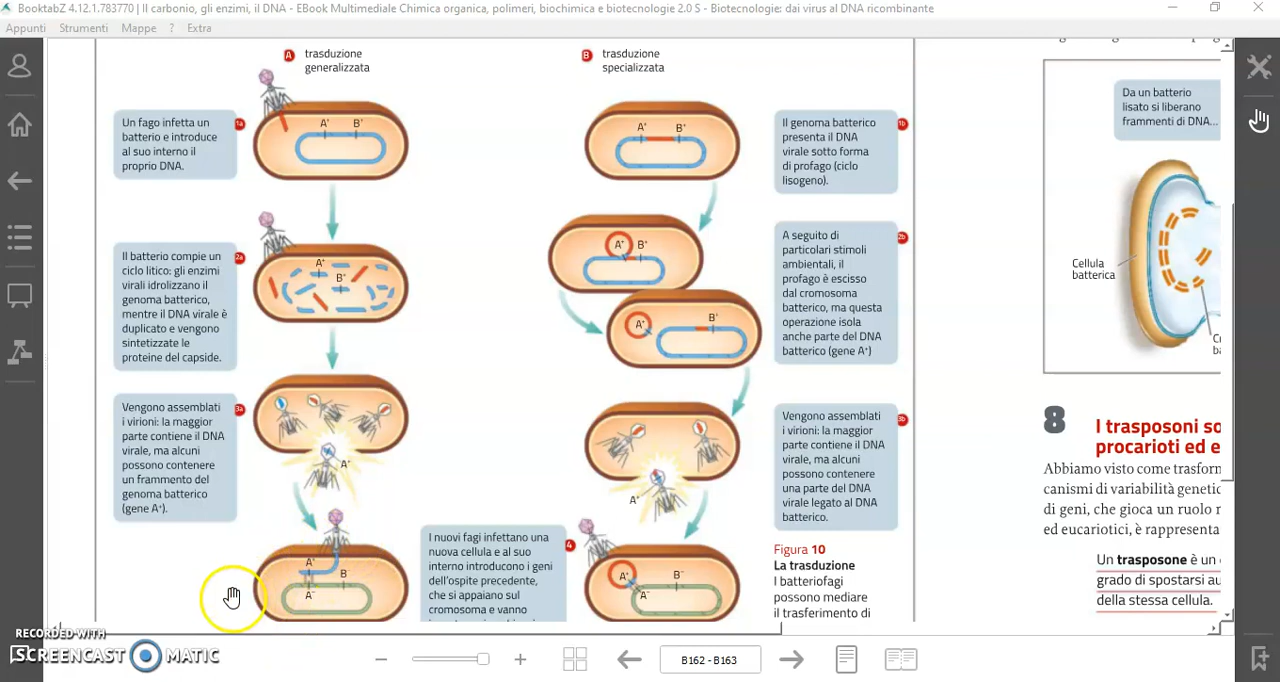 BooktabZ 4.12.1.783770 | Il carbonio, gli enzimi, il DNA - EBook Multimediale Chimica organica, polimeri, biochimica e biotecnologie 2.0 S - Biotecnologie: dai virus al DNA ricombinante
Appunti Strumenti Mappe ? Extra
A trasduzione
generalizzata
B trasduzione
specializzata
Un fago infetta un
batterio e introduce
al suo interno il
proprio DNA.
1a
A⁺ B⁺
A⁺ B⁺
Il genoma batterico
presenta il DNA
virale sotto forma
di profago (ciclo
lisogeno).
1b
Il batterio compie un
ciclo litico: gli enzimi
virali idrolizzano il
genoma batterico,
mentre il DNA virale è
duplicato e vengono
sintetizzate le
proteine del capside.
2a
A⁺
B⁺
A⁺ B⁺
A⁺ B⁺
A seguito di
particolari stimoli
ambientali, il
profago è escisso
dal cromosoma
batterico, ma questa
operazione isola
anche parte del DNA
batterico (gene A⁺)
2b
Vengono assemblati
i virioni: la maggior
parte contiene il DNA
virale, ma alcuni
possono contenere
un frammento del
genoma batterico
(gene A⁺).
3a
A⁺
A⁺
Vengono assemblati
i virioni: la maggior
parte contiene il DNA
virale, ma alcuni
possono contenere
una parte del DNA
virale legato al DNA
batterico.
3b
A⁺ B⁻
A⁻
I nuovi fagi infettano una
nuova cellula e al suo
interno introducono i geni
dell'ospite precedente,
che si appaiano sul
cromosoma e vanno
4
A⁺ B⁻
A⁻
Figura 10
La trasduzione
I batteriofagi
possono mediare
il trasferimento di
Da un batterio
lisato si liberano
frammenti di DNA...
Cellula
batterica
8
I trasposoni so
procarioti ed e
Abbiamo visto come trasforn
canismi di variabilità genetic
di geni, che gioca un ruolo r
ed eucariotici, è rappresenta
Un trasposone è un
grado di spostarsi au
della stessa cellula.
RECORDED WITH
SCREENCAST MATIC
B162 - B163